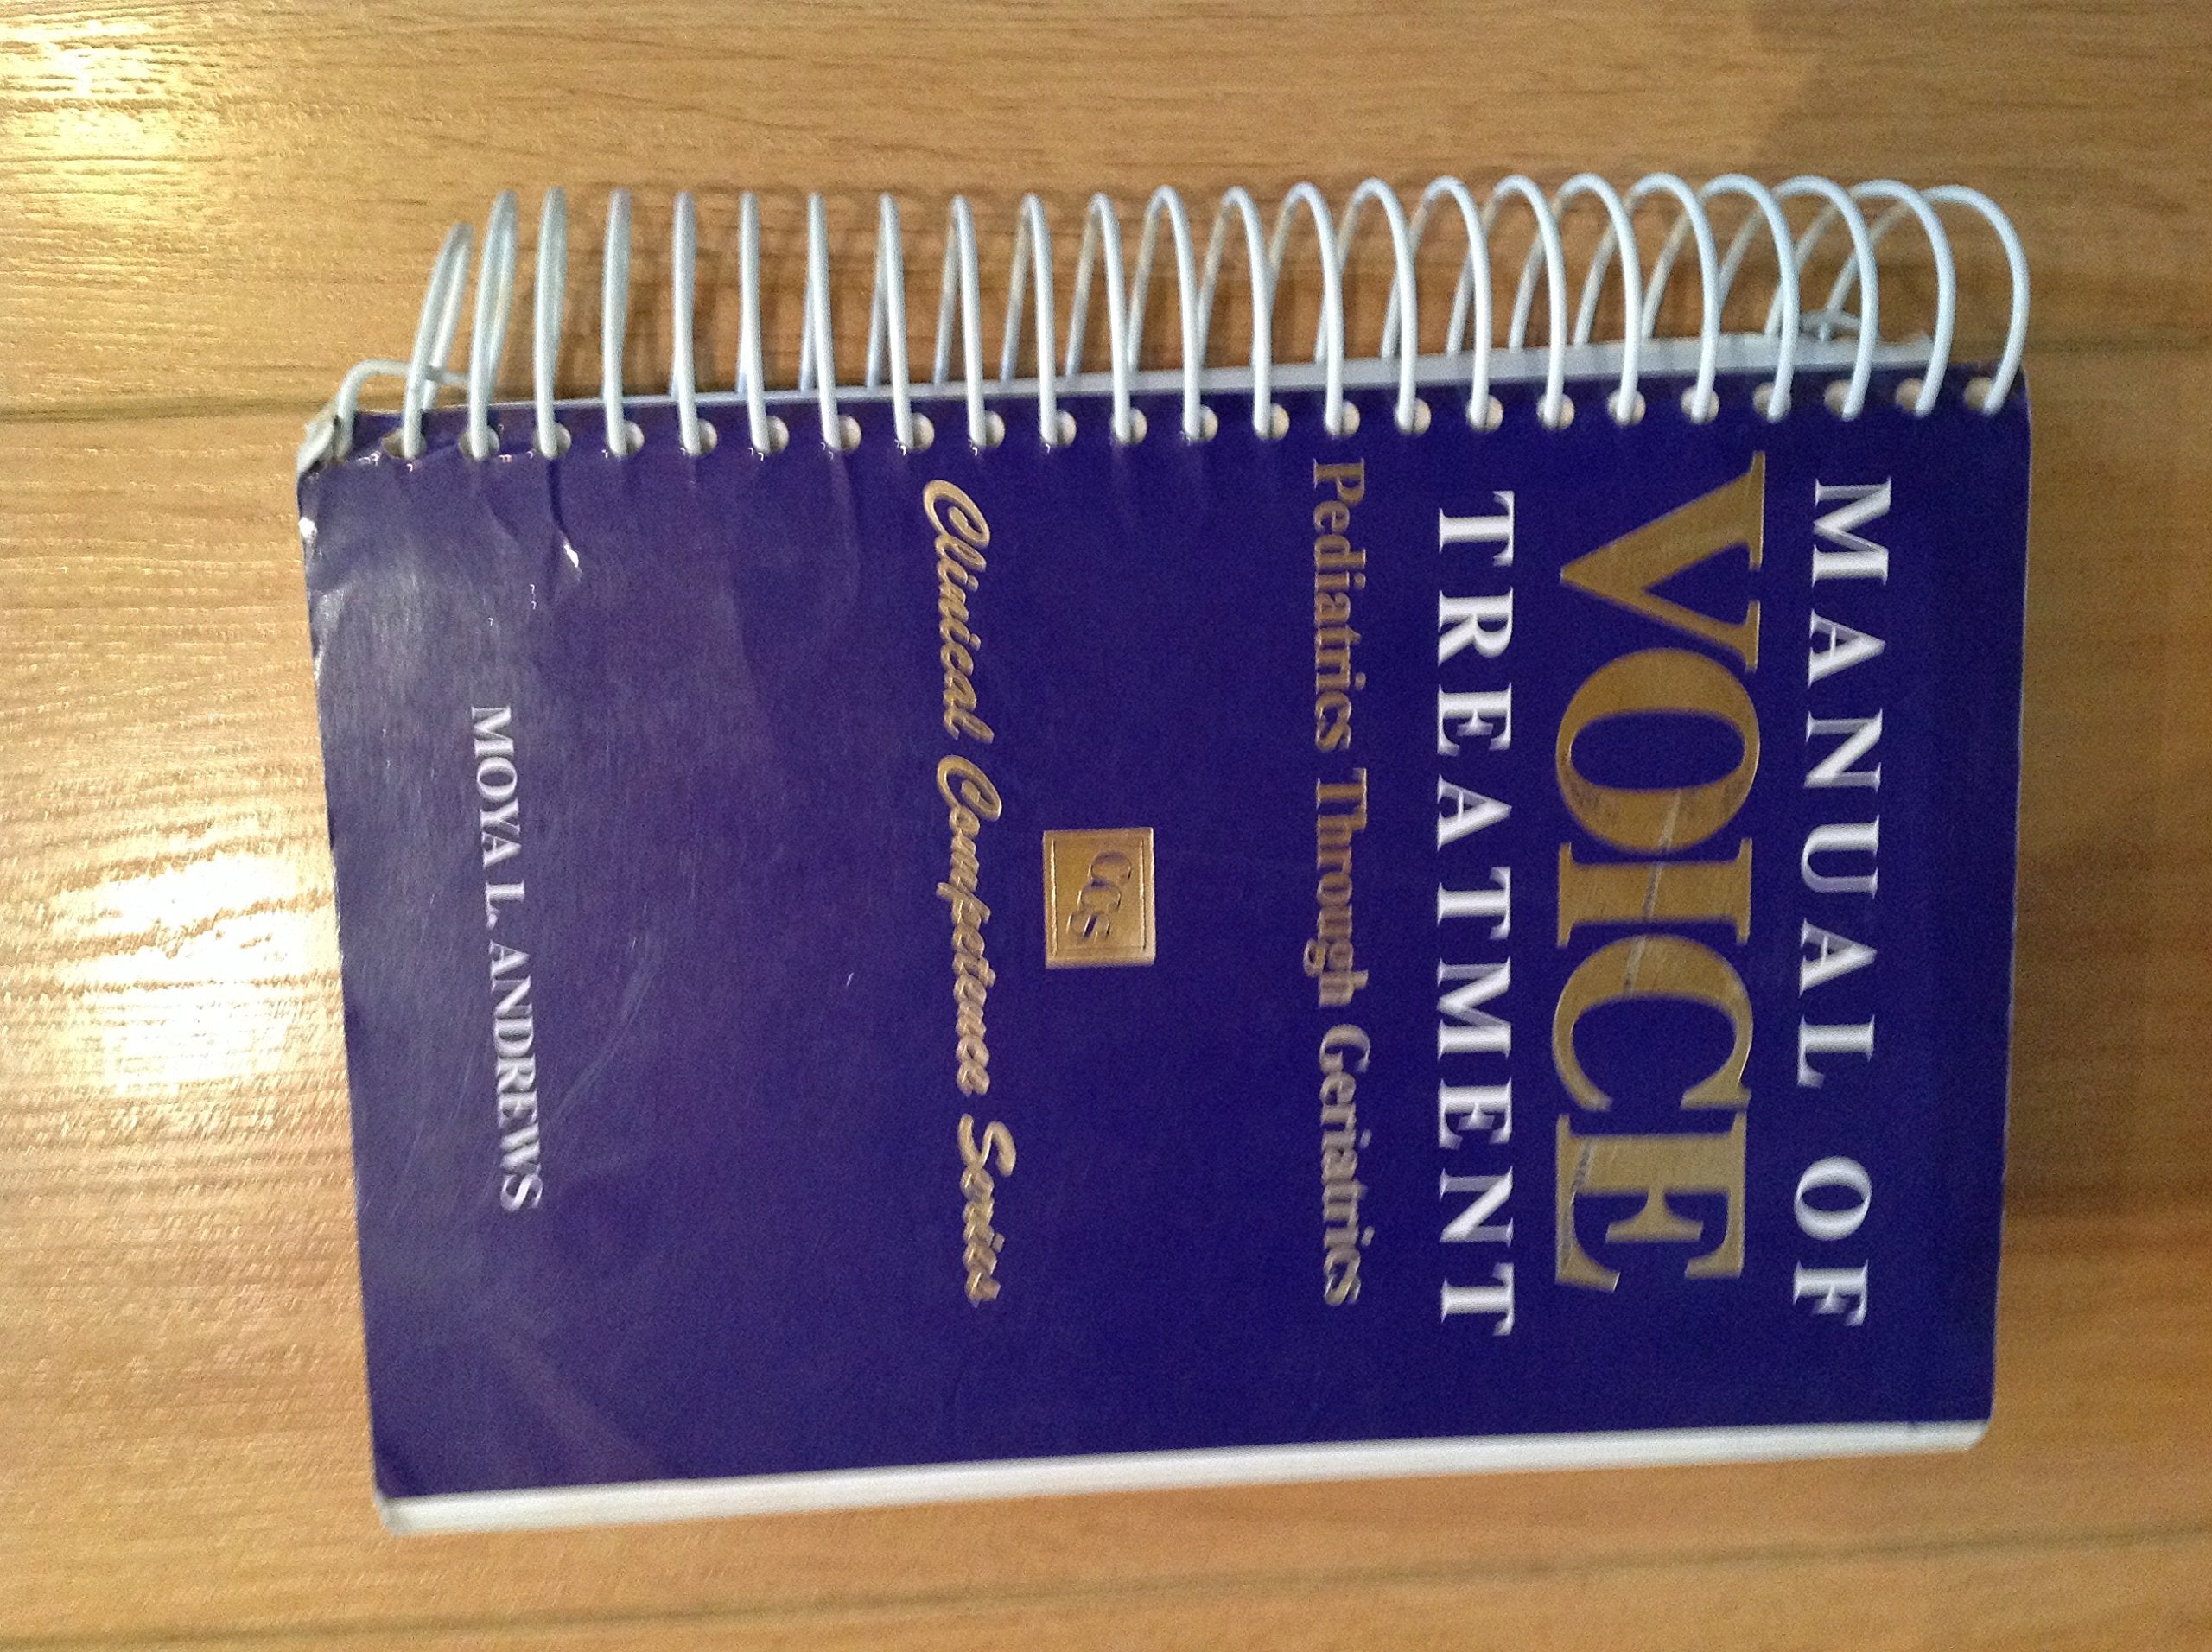 MANUAL OF
VOICE
TREATMENT
Pediatrics Through Geriatrics
CCS
Clinical Competence Series
MOYA L. ANDREWS